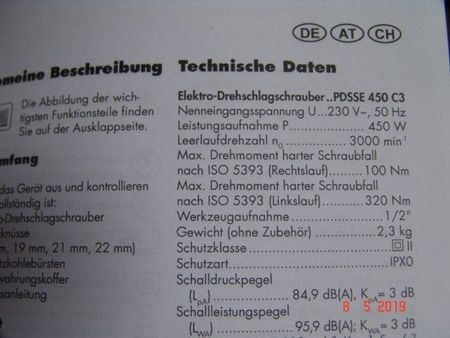 DE AT CH
meine Beschreibung
Die Abbildung der wich-
tigsten Funktionsteile finden
Sie auf der Ausklappseite.
mfang
das Gerät aus und kontrollieren
ollständig ist:
o-Drehschlagschrauber
knüsse
m, 19 mm, 21 mm, 22 mm)
tzkohlebürsten
wahrungskoffer
sanleitung
Technische Daten
Elektro-Drehschlagschrauber..PDSSE 450 C3
Nenneingangsspannung U...230 V~, 50 Hz
Leistungsaufnahme P................... 450 W
Leerlaufdrehzahl n0 ............... 3000 min-1
Max. Drehmoment harter Schraubfall
nach ISO 5393 (Rechtslauf).........100 Nm
Max. Drehmoment harter Schraubfall
nach ISO 5393 (Linkslauf)...........320 Nm
Werkzeugaufnahme ......................1/2"
Gewicht (ohne Zubehör) ..............2,3 kg
Schutzklasse ................................. II
Schutzart.......................................IPX0
Schalldruckpegel
(LpA) ................. 84,9 dB(A), KpA= 3 dB
Schallleistungspegel
(LWA) ................ 95,9 dB(A); KWA= 3 dB
8 5 2019